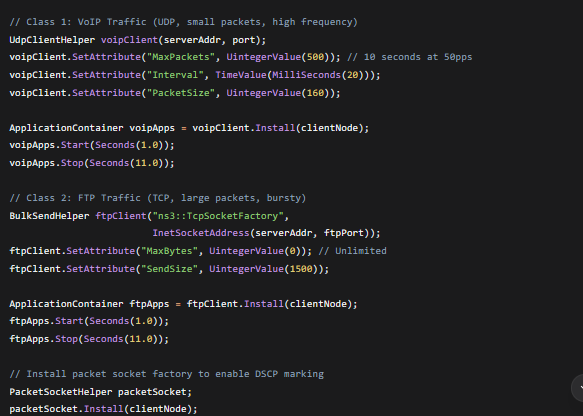 // Class 1: VoIP Traffic (UDP, small packets, high frequency)
UdpClientHelper voipClient(serverAddr, port);
voipClient.SetAttribute("MaxPackets", UintegerValue(500)); // 10 seconds at 50pps
voipClient.SetAttribute("Interval", TimeValue(MilliSeconds(20)));
voipClient.SetAttribute("PacketSize", UintegerValue(160));
ApplicationContainer voipApps = voipClient.Install(clientNode);
voipApps.Start(Seconds(1.0));
voipApps.Stop(Seconds(11.0));
// Class 2: FTP Traffic (TCP, large packets, bursty)
BulkSendHelper ftpClient("ns3::TcpSocketFactory",
InetSocketAddress(serverAddr, ftpPort));
ftpClient.SetAttribute("MaxBytes", UintegerValue(0)); // Unlimited
ftpClient.SetAttribute("SendSize", UintegerValue(1500));
ApplicationContainer ftpApps = ftpClient.Install(clientNode);
ftpApps.Start(Seconds(1.0));
ftpApps.Stop(Seconds(11.0));
// Install packet socket factory to enable DSCP marking
PacketSocketHelper packetSocket;
packetSocket.Install(clientNode);